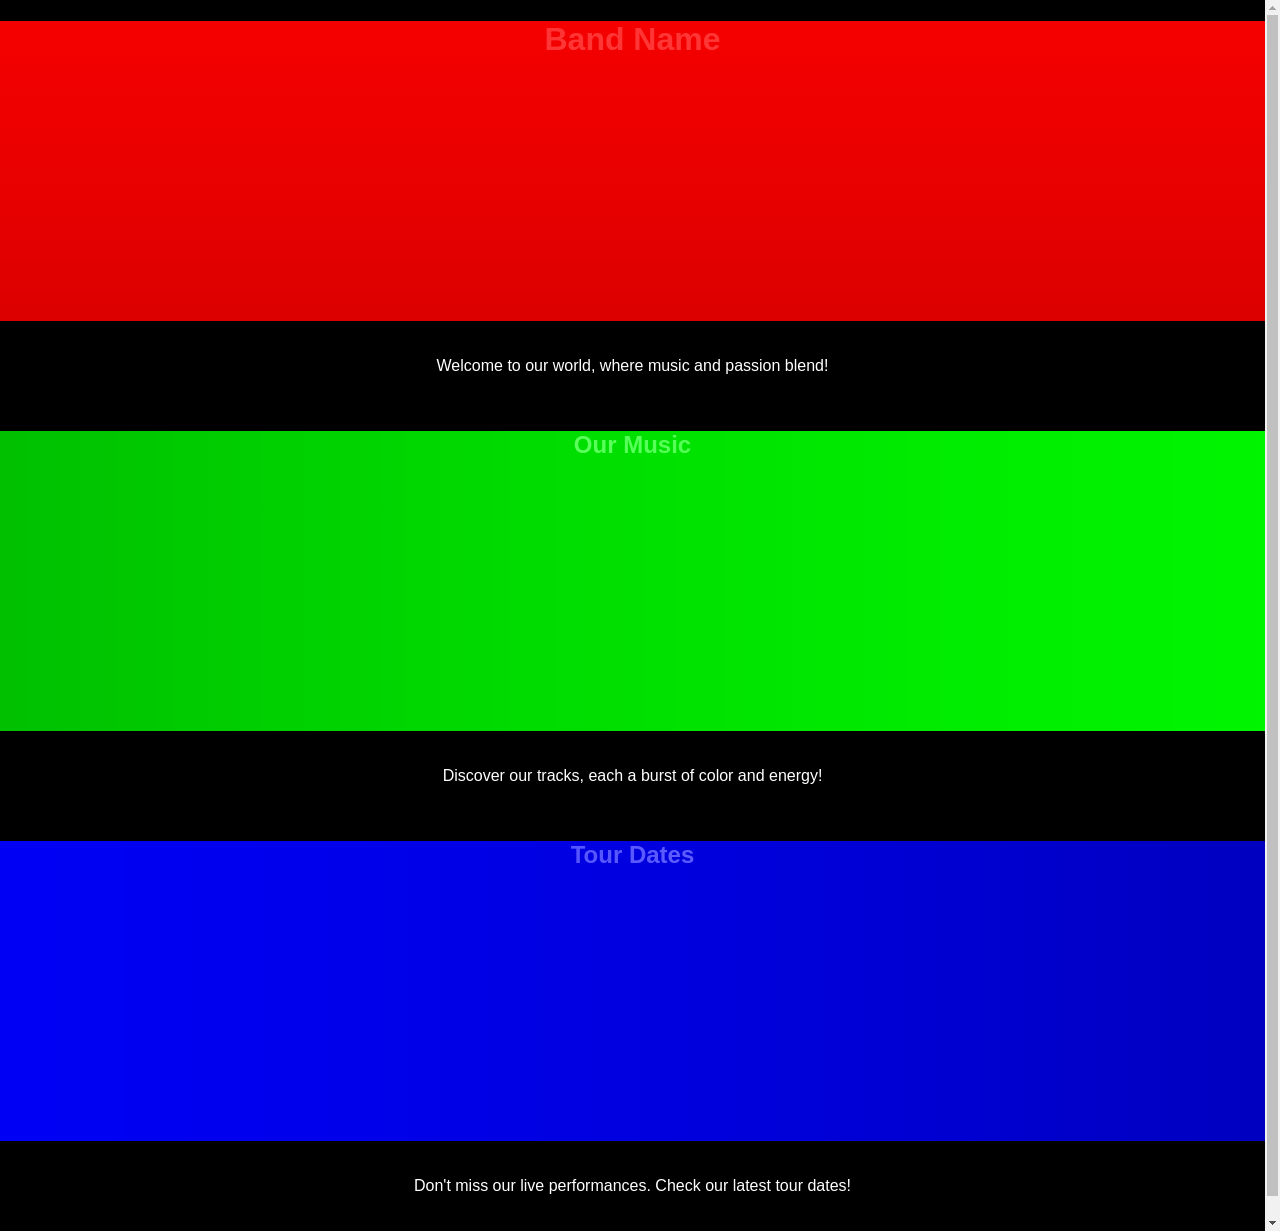 Band Name
Welcome to our world, where music and passion blend!
Our Music
Discover our tracks, each a burst of color and energy!
Tour Dates
Don't miss our live performances. Check our latest tour dates!